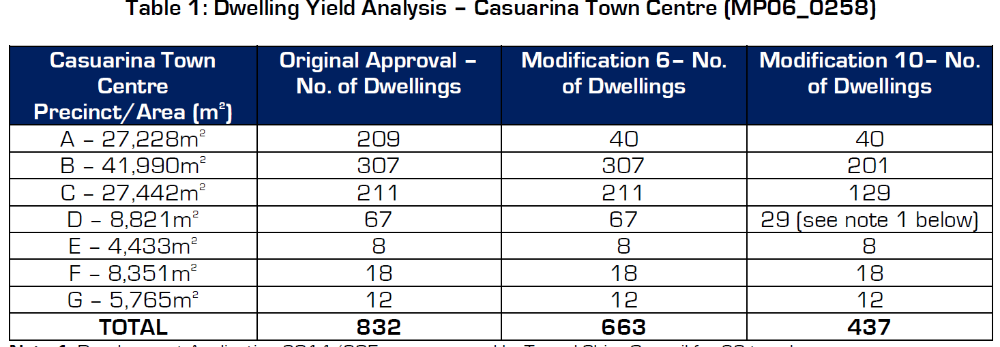 Table 1: Dwelling Yield Analysis – Casuarina Town Centre (MP06_0258)
Casuarina Town Centre Precinct/Area (m²) Original Approval – No. of Dwellings Modification 6– No. of Dwellings Modification 10– No. of Dwellings
A – 27,228m² 209 40 40
B – 41,990m² 307 307 201
C – 27,442m² 211 211 129
D – 8,821m² 67 67 29 (see note 1 below)
E – 4,433m² 8 8 8
F – 8,351m² 18 18 18
G – 5,765m² 12 12 12
TOTAL 832 663 437